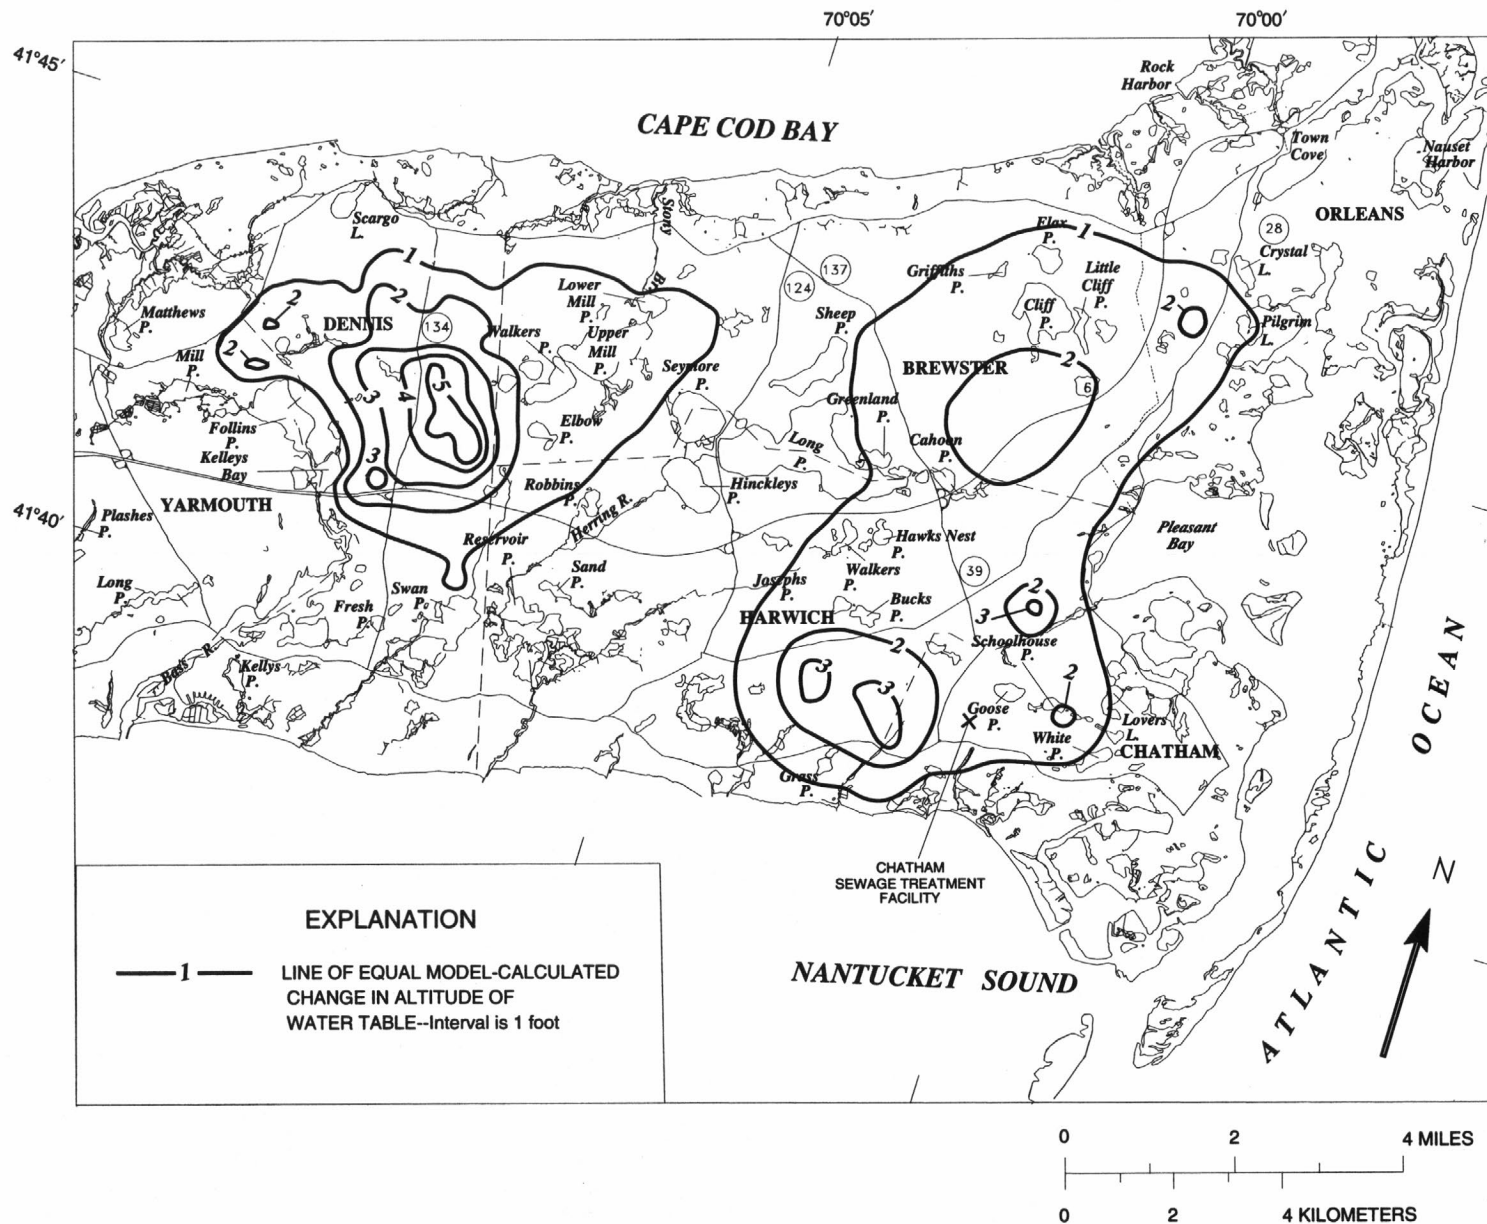 70°05′
70°00′
41°45′
Rock
Harbor
CAPE COD BAY
Town
Cove
Nauset
Harbor
Scargo
L.
Stony
Br.
ORLEANS
28
Flax
P.
1
Crystal
L.
1
137
124
Griffiths
P.
Little
Cliff
P.
Lower
Mill
P.
2
2
Matthews
P.
DENNIS
134
Walkers
P.
Upper
Mill
P.
Sheep
P.
Cliff
P.
2
Pilgrim
L.
2
Mill
P.
Seymore
P.
BREWSTER
2
6
5
4
3
Greenland
P.
Follins
P.
Elbow
P.
Long
P.
Cahoon
P.
Kelleys
Bay
3
Robbins
P.
Hinckleys
P.
YARMOUTH
41°40′
Plashes
P.
Herring R.
Reservoir
P.
Hawks Nest
P.
Pleasant
Bay
Long
P.
Swan
P.
Sand
P.
Josephs
P.
Walkers
P.
39
2
Fresh
P.
HARWICH
Bucks
P.
3
Schoolhouse
P.
Bass R.
Kellys
P.
2
3
3
2
Goose
P.
White
P.
Lovers
L.
CHATHAM
Grass
P.
CHATHAM
SEWAGE TREATMENT
FACILITY
NANTUCKET SOUND
ATLANTIC OCEAN
N
EXPLANATION
1 LINE OF EQUAL MODEL-CALCULATED
CHANGE IN ALTITUDE OF
WATER TABLE--Interval is 1 foot
0 2 4 MILES
0 2 4 KILOMETERS